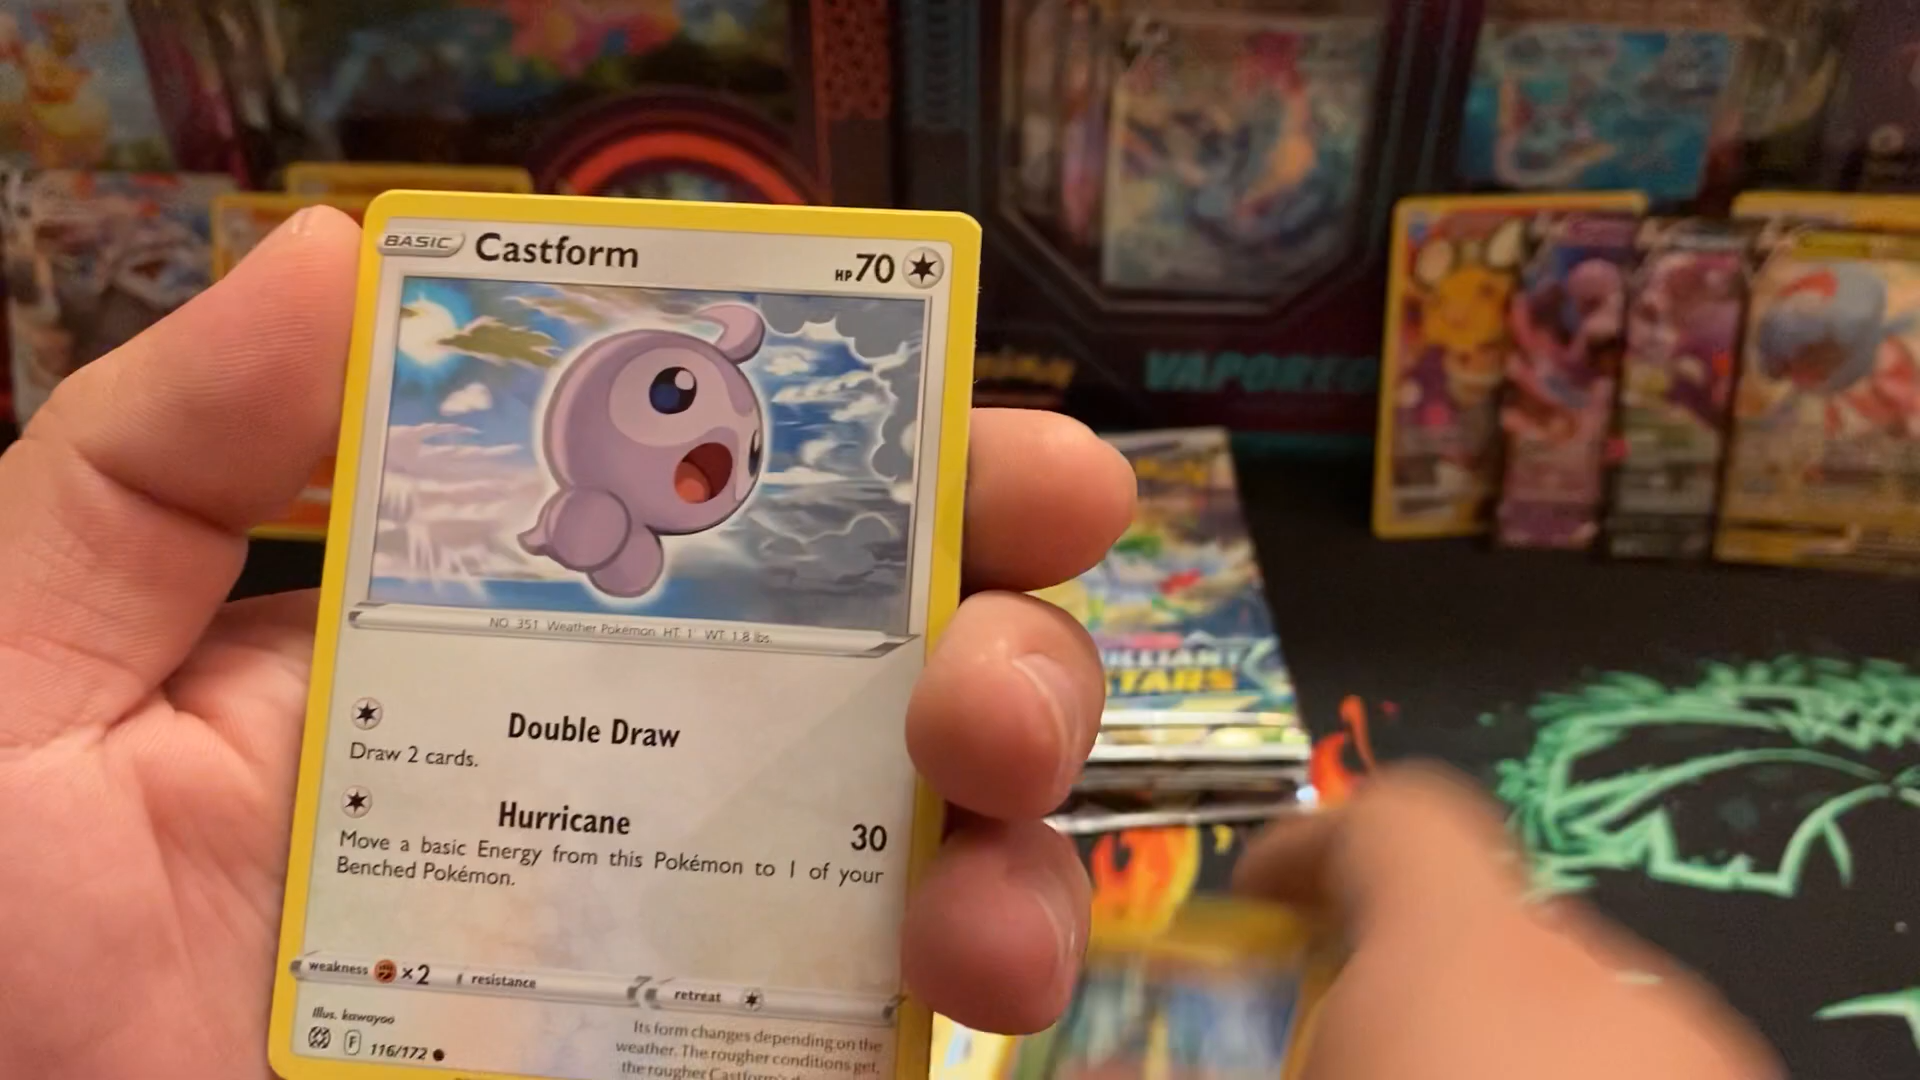 BASIC Castform HP 70
NO. 351 Weather Pokémon HT: 1' WT: 1.8 lbs.
Double Draw
Draw 2 cards.
Hurricane 30
Move a basic Energy from this Pokémon to 1 of your
Benched Pokémon.
weakness ×2 resistance retreat
Illus. kawayoo
F 116/172
Its form changes depending on the
weather. The rougher conditions get,
the rougher Castform's
STARS